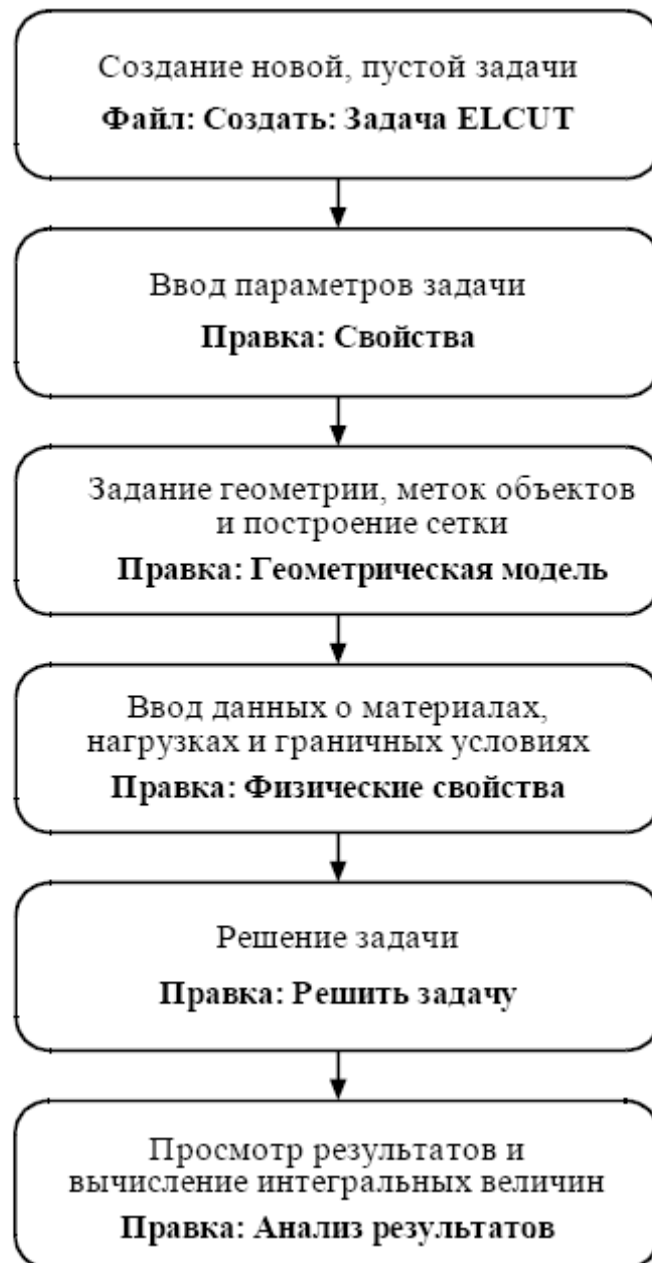 Создание новой, пустой задачи
Файл: Создать: Задача ELCUT
Ввод параметров задачи
Правка: Свойства
Задание геометрии, меток объектов
и построение сетки
Правка: Геометрическая модель
Ввод данных о материалах,
нагрузках и граничных условиях
Правка: Физические свойства
Решение задачи
Правка: Решить задачу
Просмотр результатов и
вычисление интегральных величин
Правка: Анализ результатов